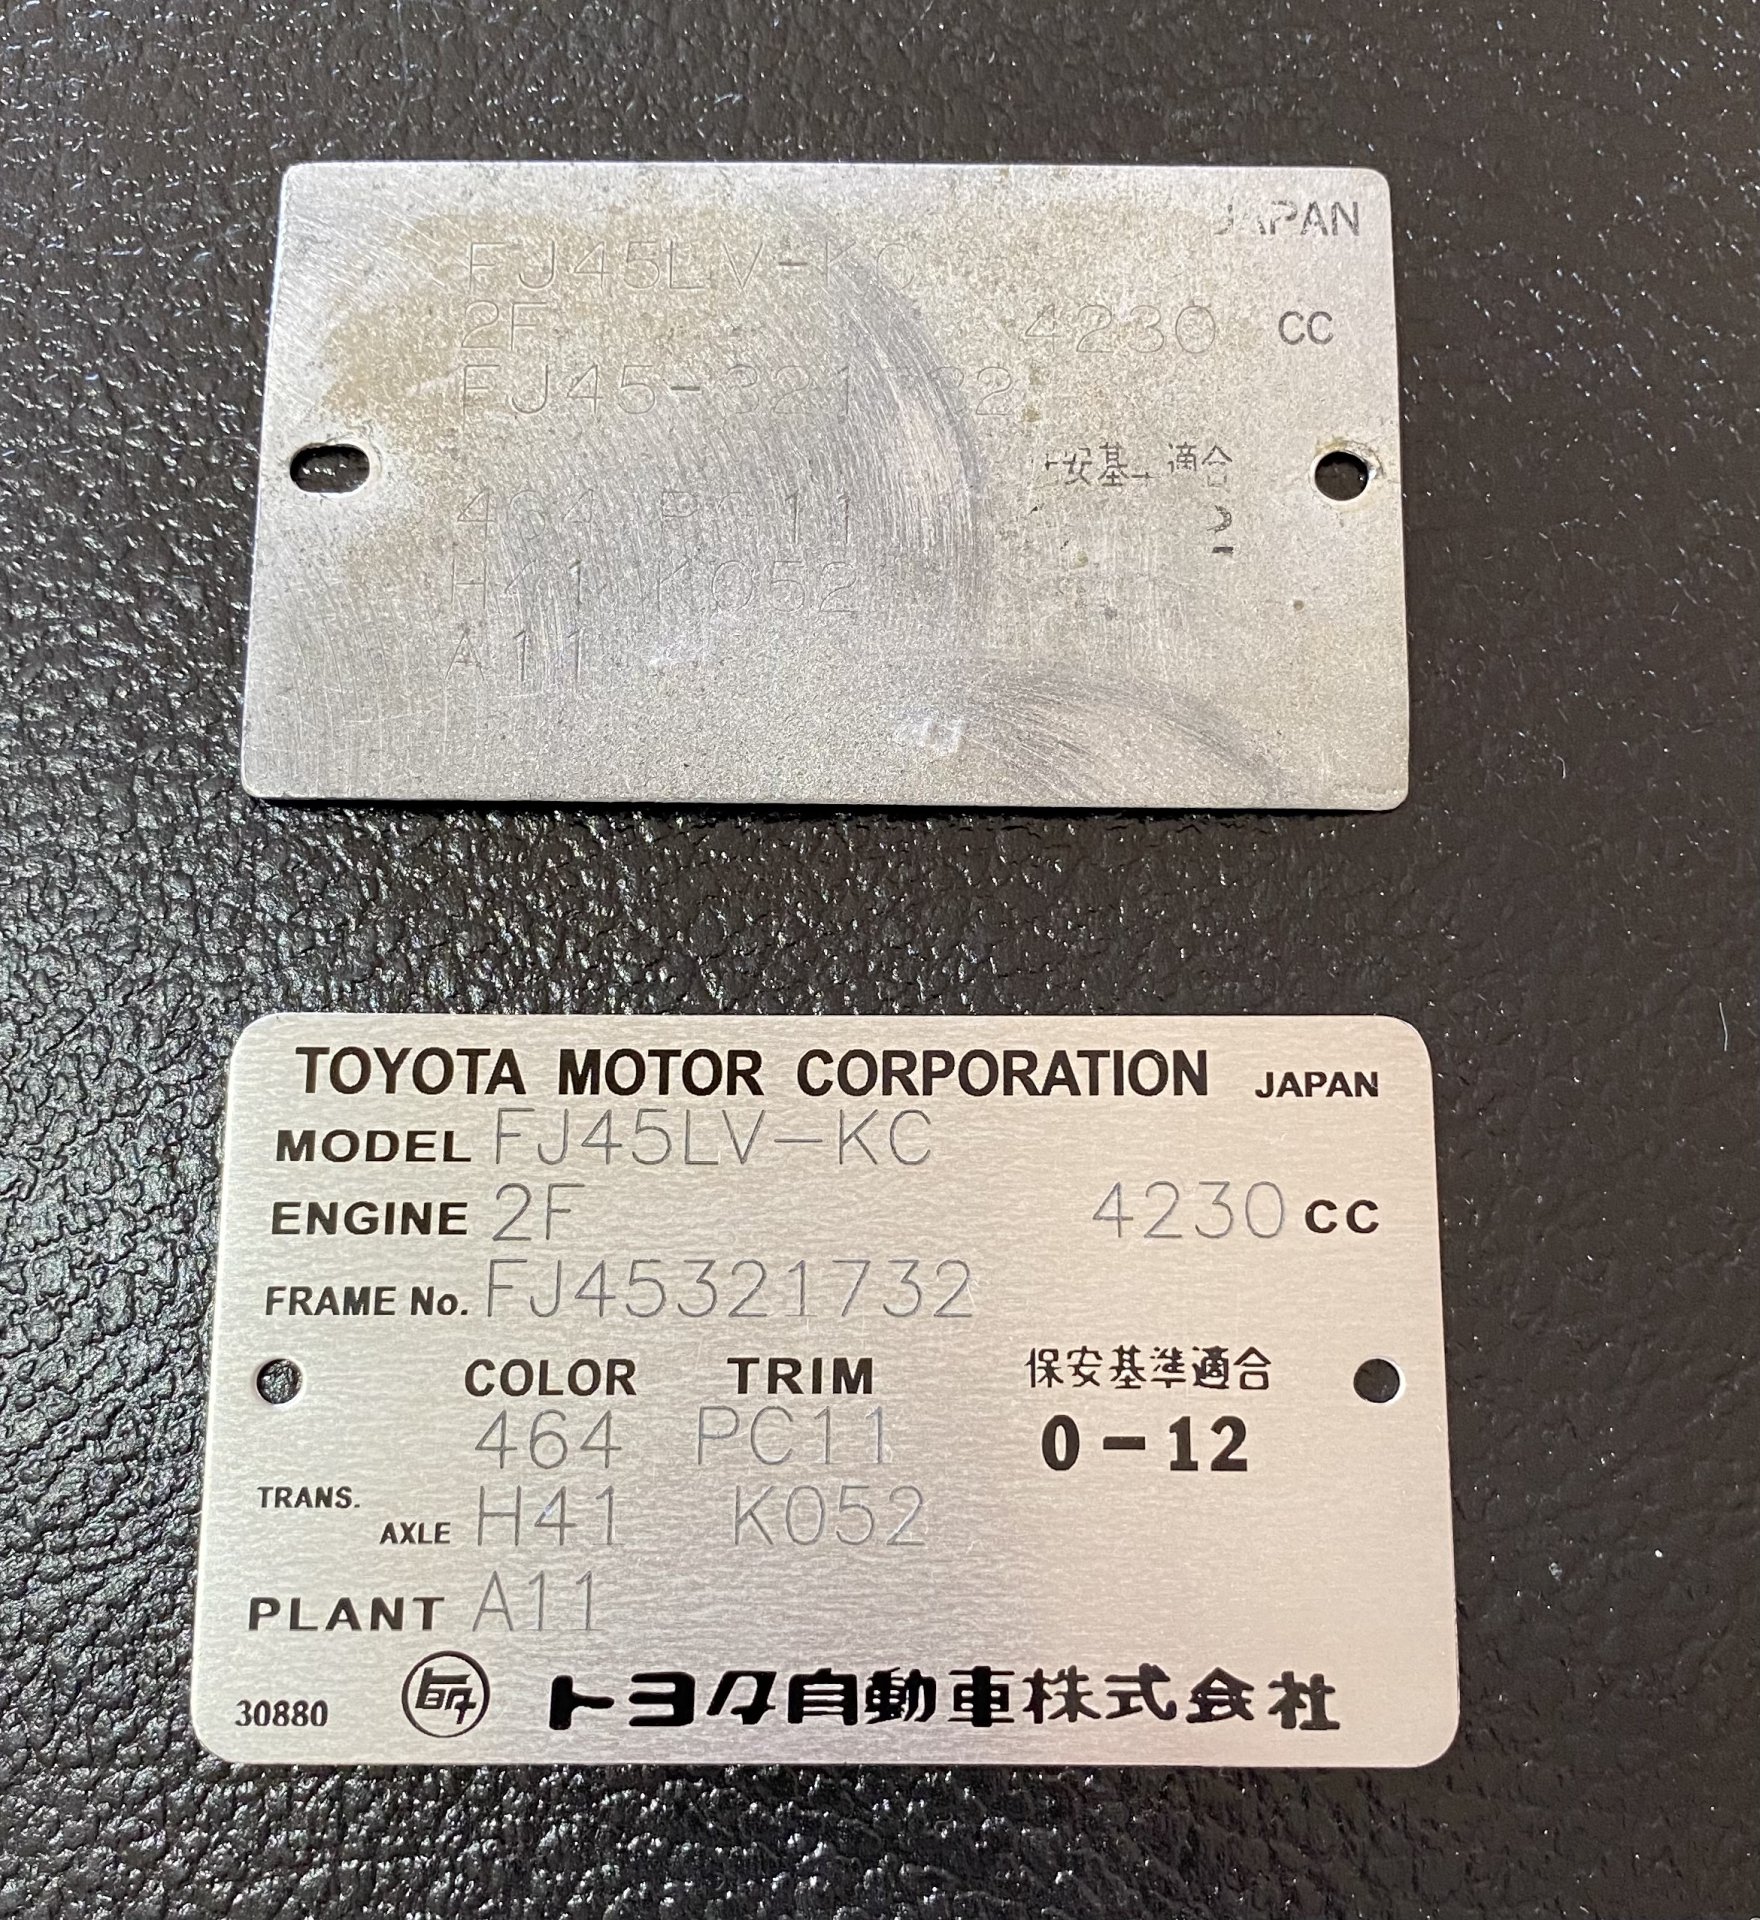 JAPAN
FJ45LV-KC
2F 4230 CC
FJ45-321732
安基 適合
464 PC11 2
H41 K052
A11
TOYOTA MOTOR CORPORATION JAPAN
MODEL FJ45LV-KC
ENGINE 2F 4230 CC
FRAME No. FJ45321732
COLOR TRIM 保安基準適合
464 PC11 0-12
TRANS. AXLE H41 K052
PLANT A11
30880 トヨタ自動車株式会社